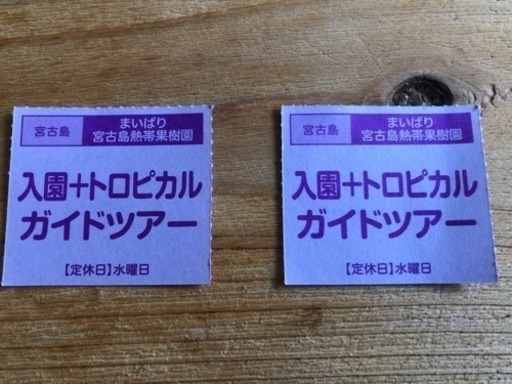 宮古島
まいぱり
宮古島熱帯果樹園
入園+トロピカル
ガイドツアー
【定休日】水曜日
宮古島
まいぱり
宮古島熱帯果樹園
入園+トロピカル
ガイドツアー
【定休日】水曜日